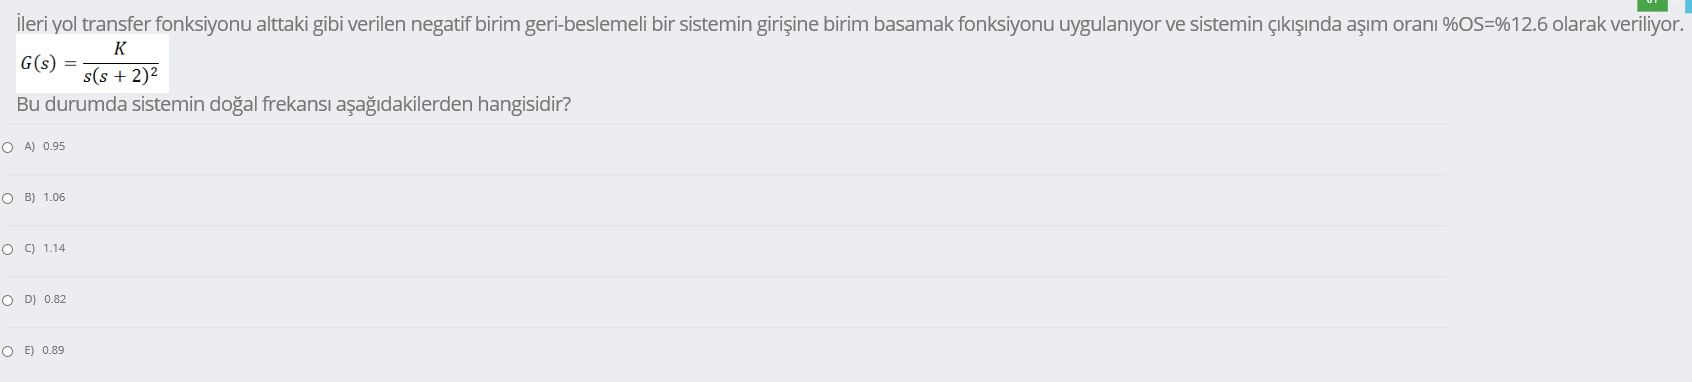 İleri yol transfer fonksiyonu alttaki gibi verilen negatif birim geri-beslemeli bir sistemin girişine birim basamak fonksiyonu uygulanıyor ve sistemin çıkışında aşım oranı %OS=%12.6 olarak veriliyor.
G(s) = K / s(s + 2)²
Bu durumda sistemin doğal frekansı aşağıdakilerden hangisidir?
A) 0.95
B) 1.06
C) 1.14
D) 0.82
E) 0.89